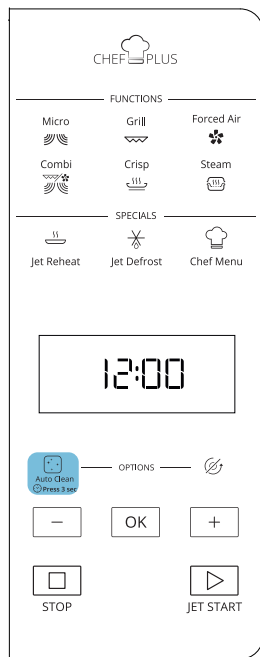 CHEF PLUS
FUNCTIONS
Micro Grill Forced Air
Combi Crisp Steam
SPECIALS
Jet Reheat Jet Defrost Chef Menu
12:00
OPTIONS
Auto Clean
Press 3 sec
− OK +
STOP JET START